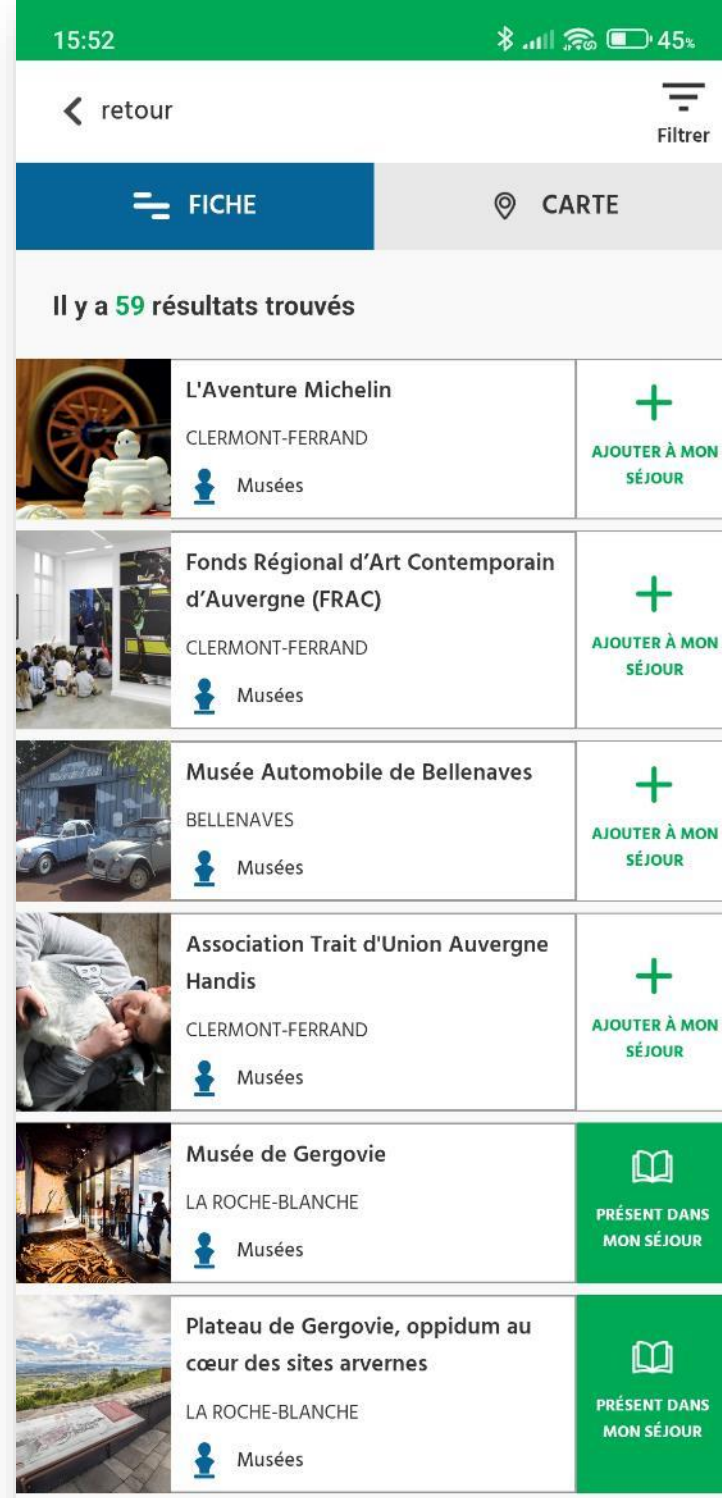 15:52
45%
retour
Filtrer
FICHE
CARTE
Il y a 59 résultats trouvés
L'Aventure Michelin
CLERMONT-FERRAND
Musées
AJOUTER À MON
SÉJOUR
Fonds Régional d’Art Contemporain
d’Auvergne (FRAC)
CLERMONT-FERRAND
Musées
AJOUTER À MON
SÉJOUR
Musée Automobile de Bellenaves
BELLENAVES
Musées
AJOUTER À MON
SÉJOUR
Association Trait d'Union Auvergne
Handis
CLERMONT-FERRAND
Musées
AJOUTER À MON
SÉJOUR
Musée de Gergovie
LA ROCHE-BLANCHE
Musées
PRÉSENT DANS
MON SÉJOUR
Plateau de Gergovie, oppidum au
cœur des sites arvernes
LA ROCHE-BLANCHE
Musées
PRÉSENT DANS
MON SÉJOUR